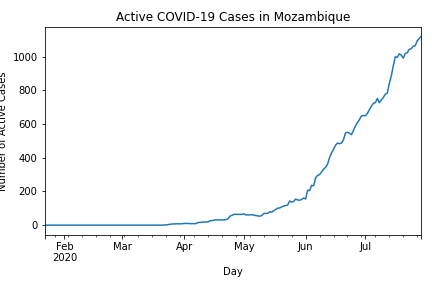 Active COVID-19 Cases in Mozambique
Number of Active Cases
1000
800
600
400
200
0
Feb
2020
Mar
Apr
May
Jun
Jul
Day